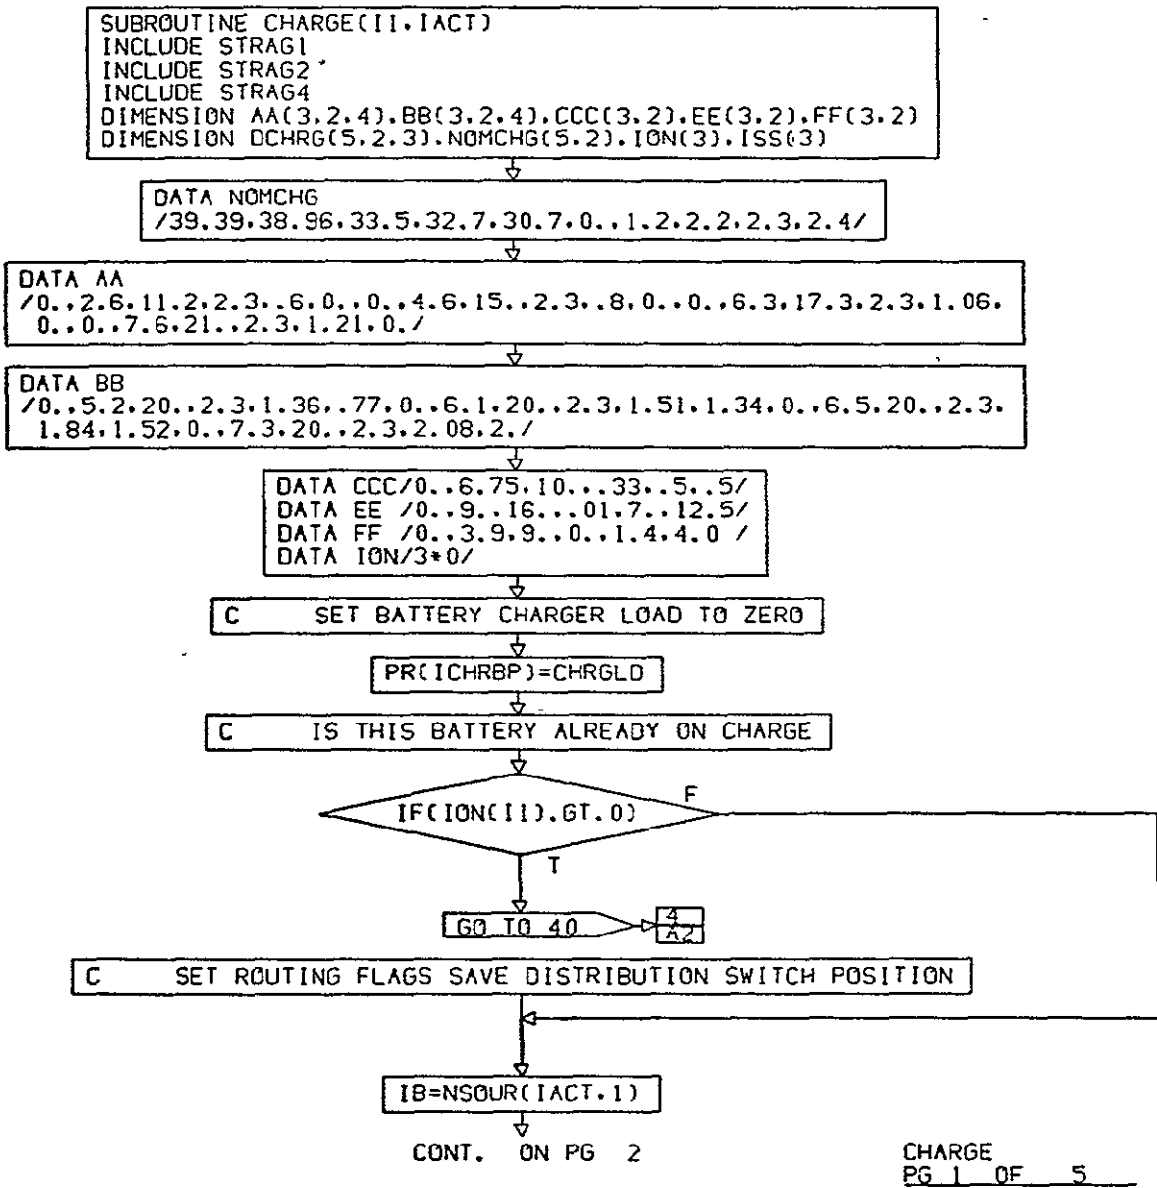 SUBROUTINE CHARGE(II.IACT)
INCLUDE STRAG1
INCLUDE STRAG2
INCLUDE STRAG4
DIMENSION AA(3.2.4).BB(3.2.4).CCC(3.2).EE(3.2).FF(3.2)
DIMENSION DCHRG(5.2.3).NOMCHG(5.2).ION(3).ISS(3)
DATA NOMCHG
/39.39.38.96.33.5.32.7.30.7.0..1.2.2.2.2.3.2.4/
DATA AA
/0..2.6.11.2.2.3..6.0..0..4.6.15..2.3..8.0..0..6.3.17.3.2.3.1.06.
0..0..7.6.21..2.3.1.21.0./
DATA BB
/0..5.2.20..2.3.1.36..77.0..6.1.20..2.3.1.51.1.34.0..6.5.20..2.3.
1.84.1.52.0..7.3.20..2.3.2.08.2./
DATA CCC/0..6.75.10...33..5..5/
DATA EE /0..9..16...01.7..12.5/
DATA FF /0..3.9.9..0..1.4.4.0 /
DATA ION/3*0/
C SET BATTERY CHARGER LOAD TO ZERO
PR(ICHRBP)=CHRGLD
C IS THIS BATTERY ALREADY ON CHARGE
IF(ION(II).GT.0)
F
T
GO TO 40
4
A2
C SET ROUTING FLAGS SAVE DISTRIBUTION SWITCH POSITION
IB=NSOUR(IACT.1)
CONT. ON PG 2
CHARGE
PG 1 OF 5